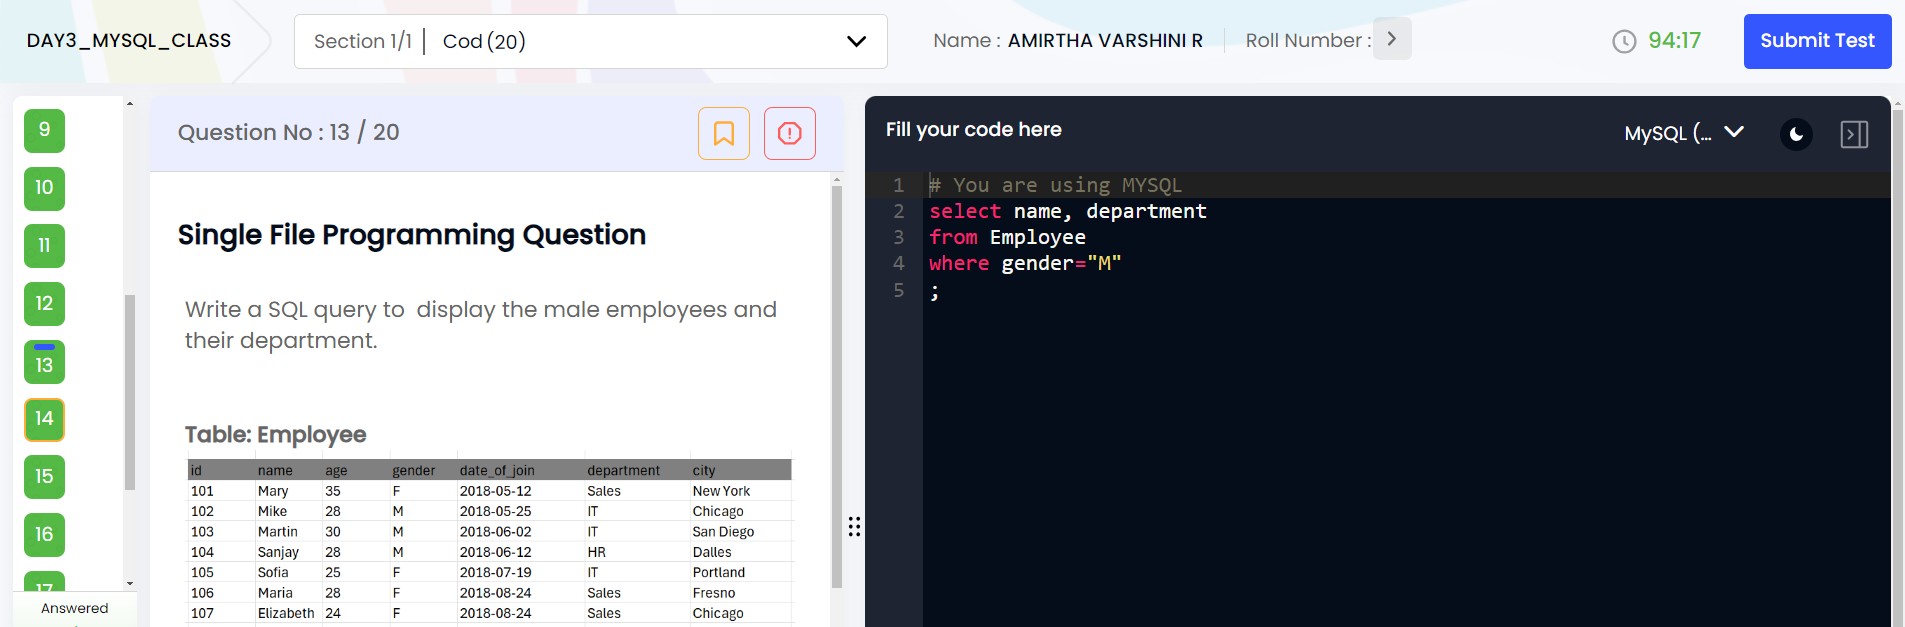 DAY3_MYSQL_CLASS
Section 1/1 | Cod (20)
Name : AMIRTHA VARSHINI R
Roll Number :
94:17
Submit Test
9
10
11
12
13
14
15
16
17
Answered
Question No : 13 / 20
Single File Programming Question
Write a SQL query to display the male employees and
their department.
Table: Employee
id name age gender date_of_join department city
101 Mary 35 F 2018-05-12 Sales New York
102 Mike 28 M 2018-05-25 IT Chicago
103 Martin 30 M 2018-06-02 IT San Diego
104 Sanjay 28 M 2018-06-12 HR Dalles
105 Sofia 25 F 2018-07-19 IT Portland
106 Maria 28 F 2018-08-24 Sales Fresno
107 Elizabeth 24 F 2018-08-24 Sales Chicago
Fill your code here
MySQL (...
1 # You are using MYSQL
2 select name, department
3 from Employee
4 where gender="M"
5 ;